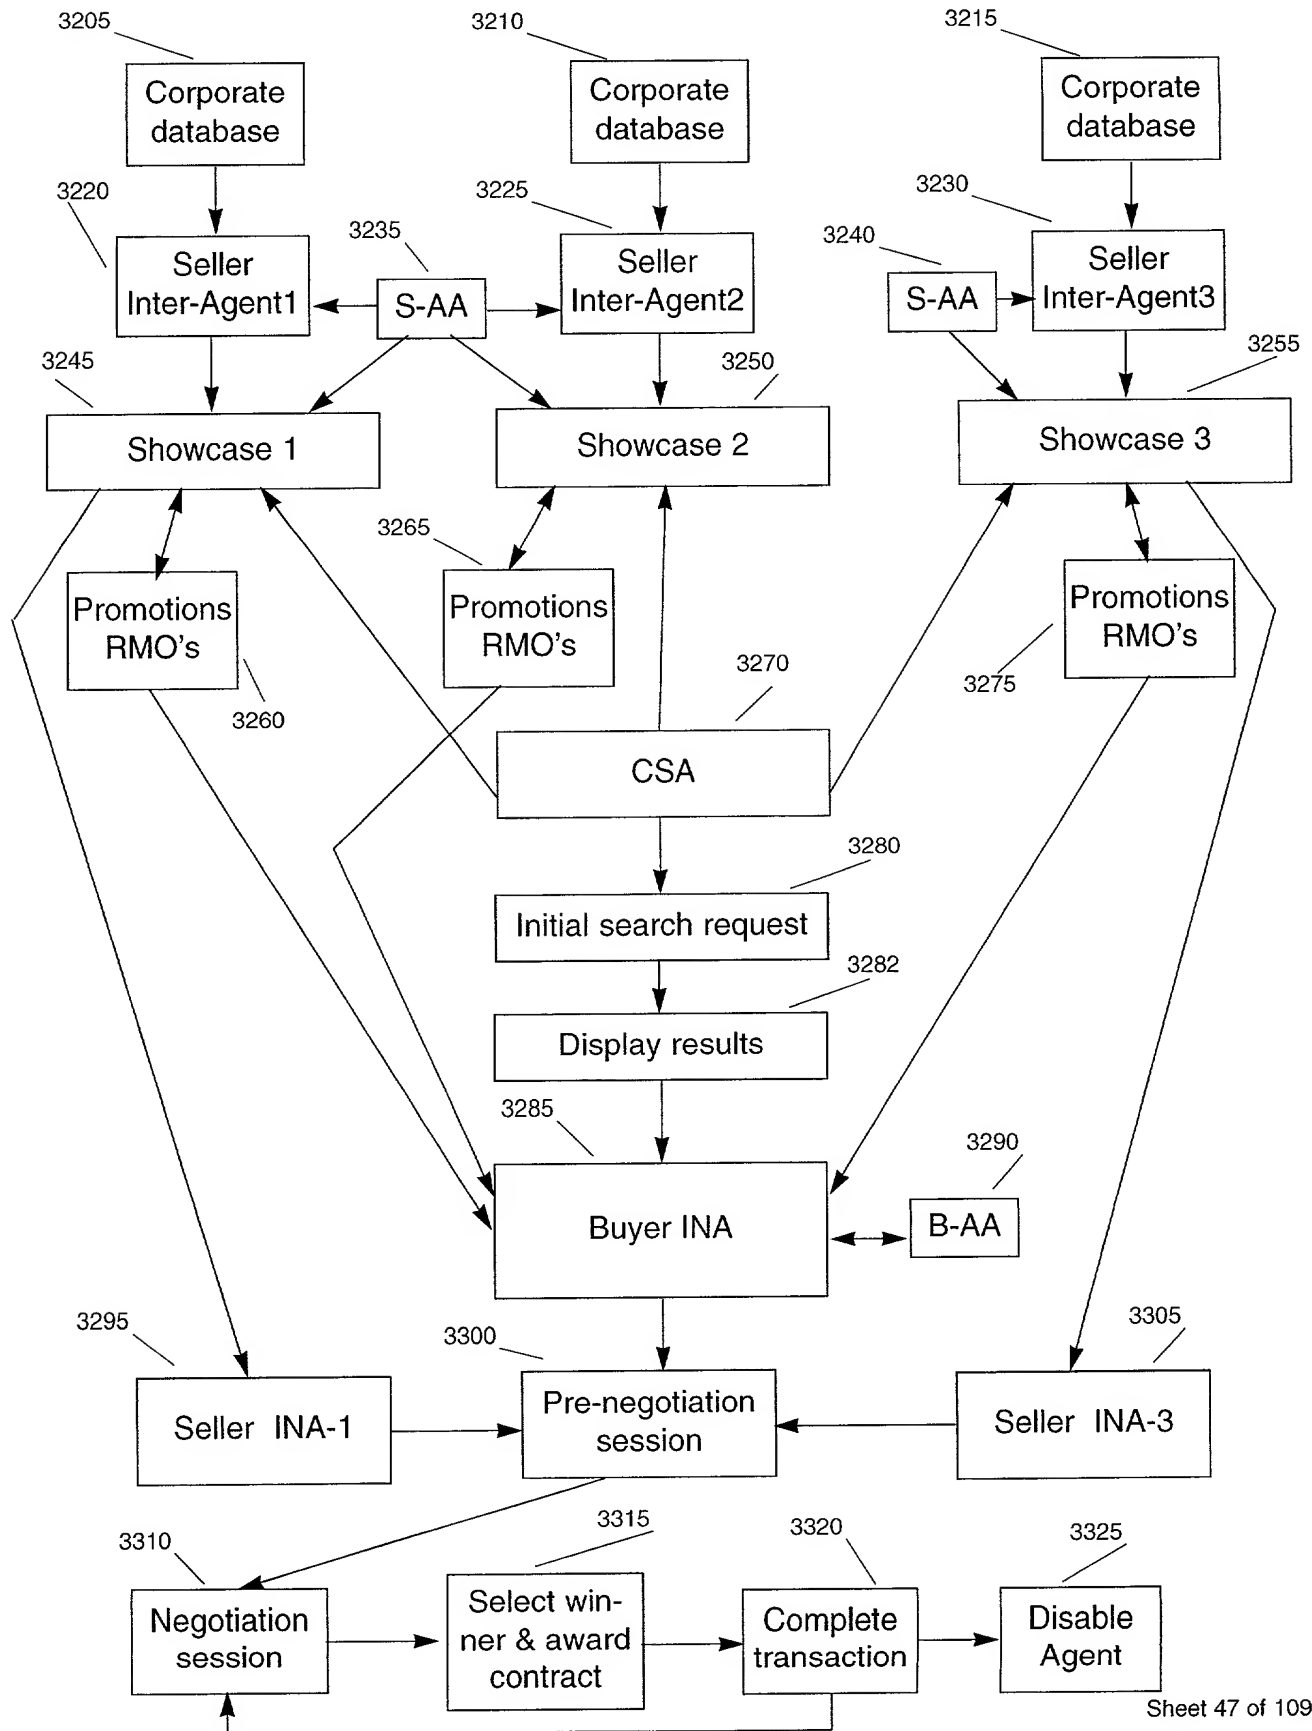 3205
3210
3215
Corporate
database
Corporate
database
Corporate
database
3220
3225
3230
3235
3240
Seller
Inter-Agent1
S-AA
Seller
Inter-Agent2
S-AA
Seller
Inter-Agent3
3245
3250
3255
Showcase 1
Showcase 2
Showcase 3
3265
Promotions
RMO's
Promotions
RMO's
Promotions
RMO's
3260
3270
3275
CSA
3280
Initial search request
3282
Display results
3285
3290
Buyer INA
B-AA
3295
3300
3305
Seller INA-1
Pre-negotiation
session
Seller INA-3
3310
3315
3320
3325
Negotiation
session
Select win-
ner & award
contract
Complete
transaction
Disable
Agent
Sheet 47 of 109